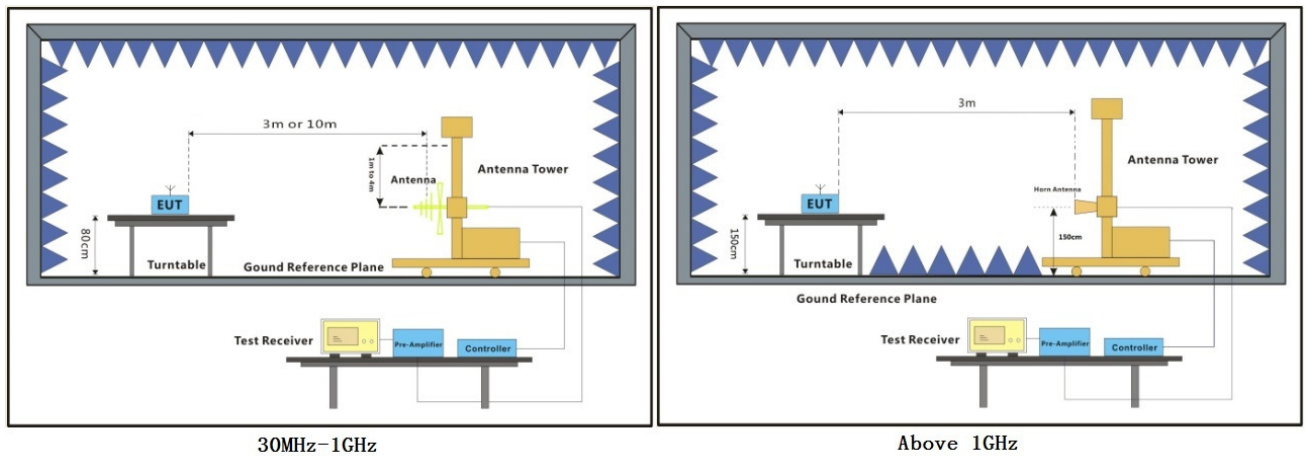 3m or 10m
1m to 4m
Antenna
Antenna Tower
EUT
80cm
Turntable
Gound Reference Plane
Test Receiver
Pre-Amplifier
Controller
30MHz-1GHz
3m
Antenna Tower
Horn Antenna
EUT
150cm
150cm
Turntable
Gound Reference Plane
Test Receiver
Pre-Amplifier
Controller
Above 1GHz